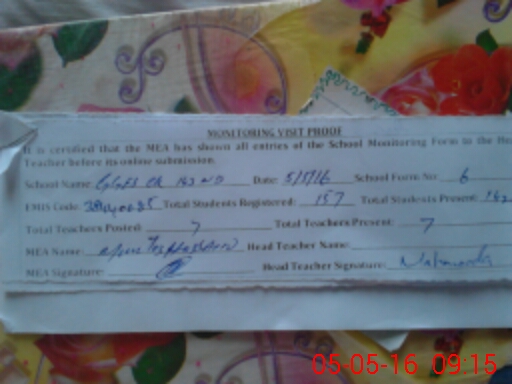 MONITORING VISIT PROOF
It is certified that the MEA has shown all entries of the School Monitoring Form to the He
Teacher before its online submission.
School Name: Date: 5/5/16 School Form No: 6
EMIS Code: Total Students Registered: 157 Total Students Present:
Total Teachers Posted: 7 Total Teachers Present: 7
MEA Name: Head Teacher Name:
MEA Signature: Head Teacher Signature:
05-05-16 09:15